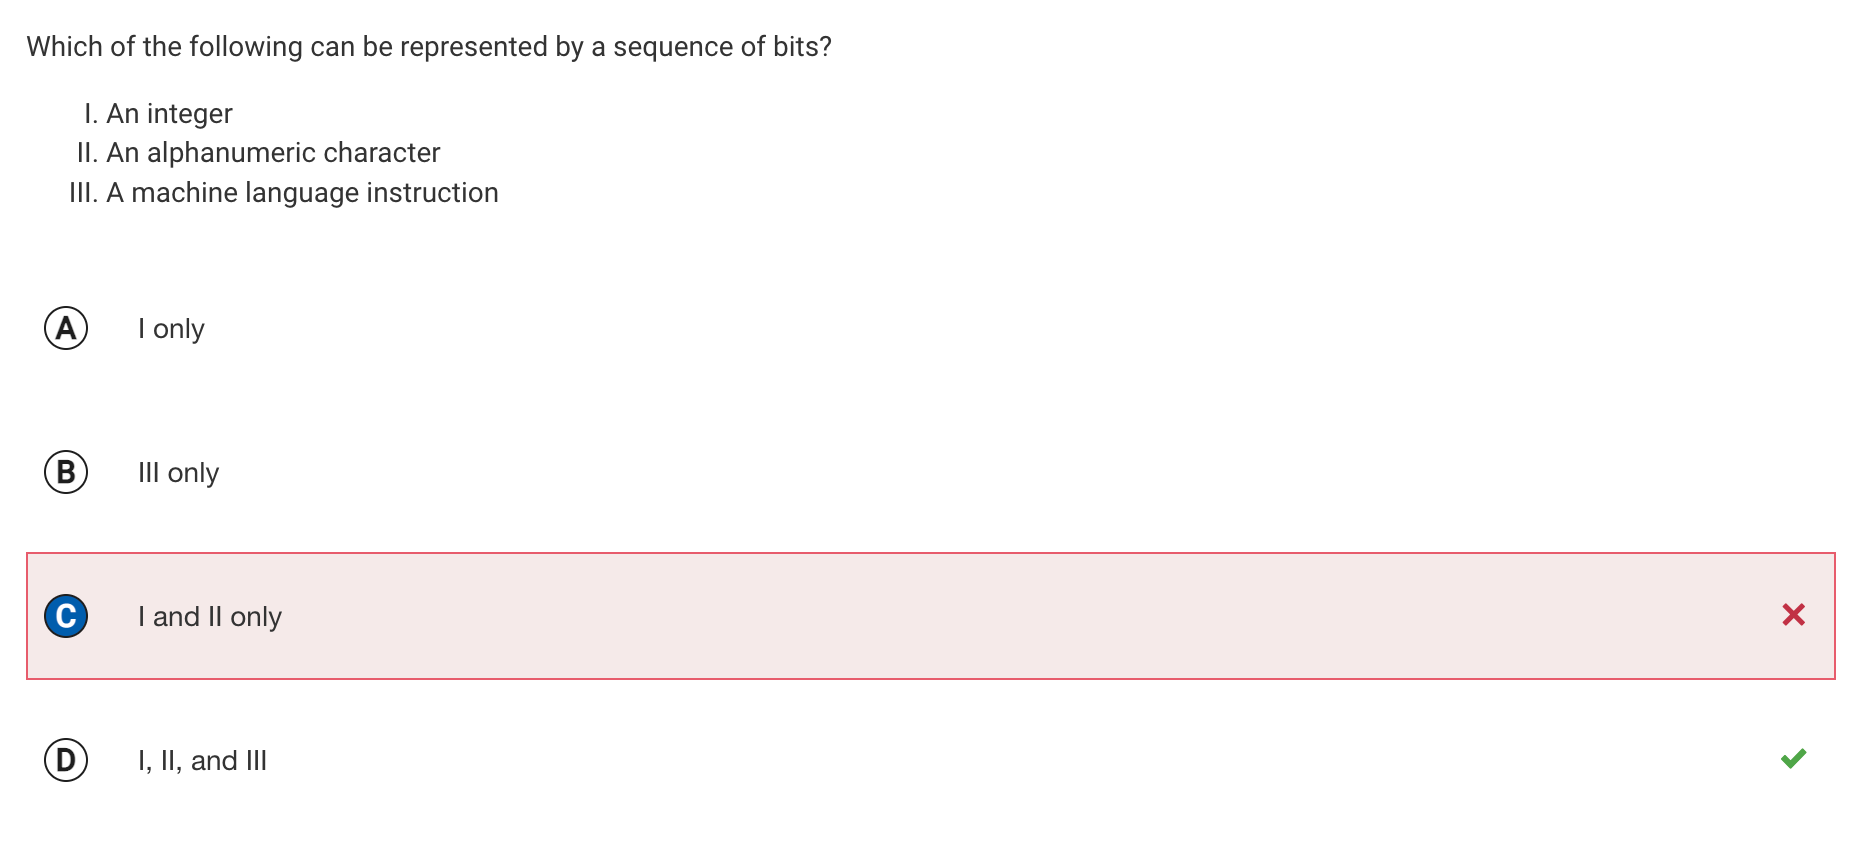 Which of the following can be represented by a sequence of bits?
I. An integer
II. An alphanumeric character
III. A machine language instruction
A I only
B III only
C I and II only
D I, II, and III